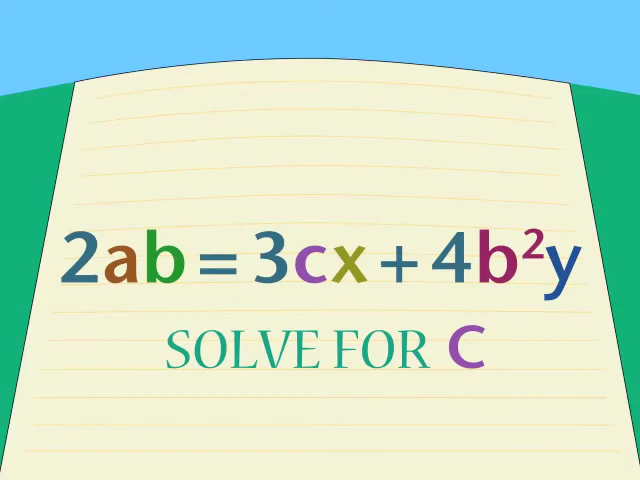 2ab = 3cx + 4b²y
SOLVE FOR C